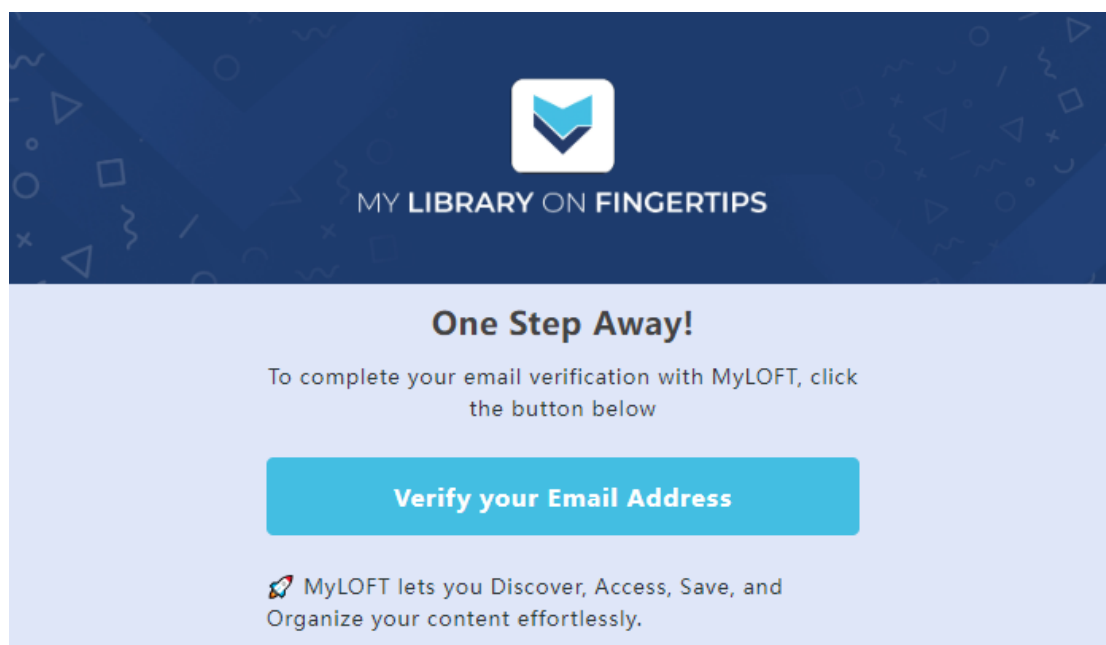 MY LIBRARY ON FINGERTIPS
One Step Away!
To complete your email verification with MyLOFT, click
the button below
Verify your Email Address
🚀 MyLOFT lets you Discover, Access, Save, and
Organize your content effortlessly.